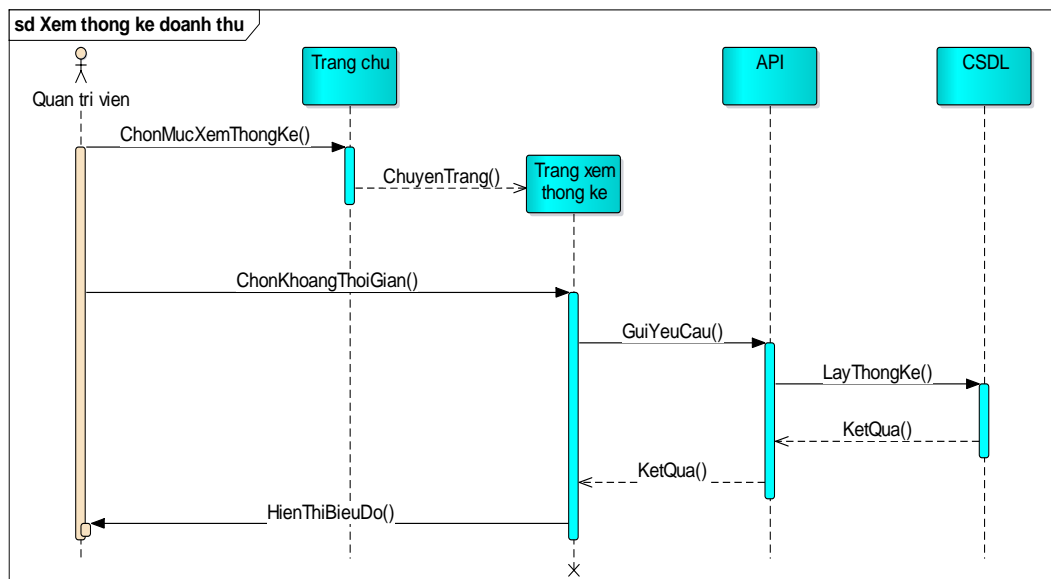 sd Xem thong ke doanh thu
Trang chu
API
CSDL
Quan tri vien
ChonMucXemThongKe()
ChuyenTrang()
Trang xem
thong ke
ChonKhoangThoiGian()
GuiYeuCau()
LayThongKe()
KetQua()
KetQua()
HienThiBieuDo()